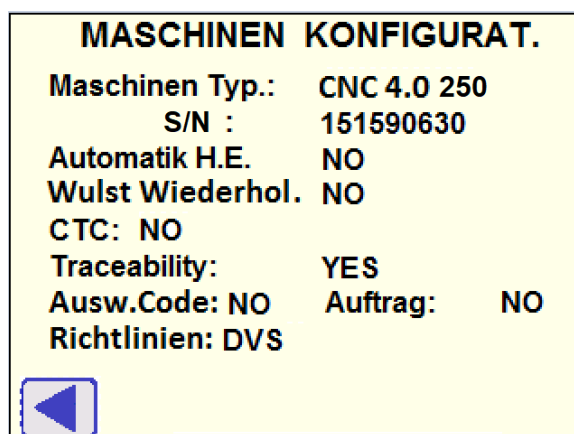 MASCHINEN KONFIGURAT.
Maschinen Typ.: CNC 4.0 250
S/N : 151590630
Automatik H.E. NO
Wulst Wiederhol. NO
CTC: NO
Traceability: YES
Ausw.Code: NO Auftrag: NO
Richtlinien: DVS